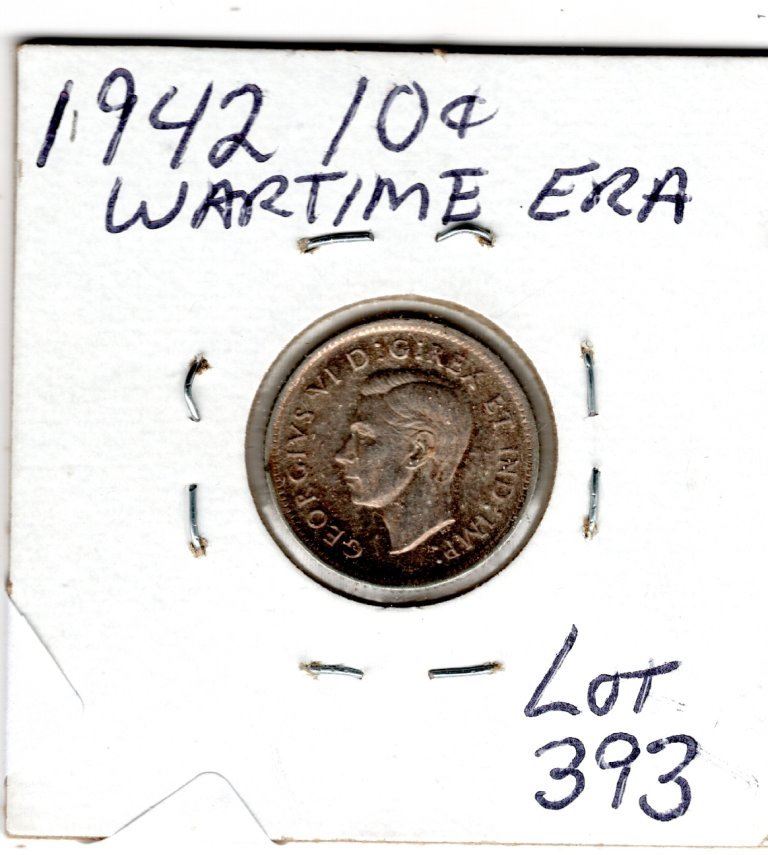 1942 10¢
WARTIME ERA
GEORGIVS VI D:G:REX ET IND:IMP:
LOT
393